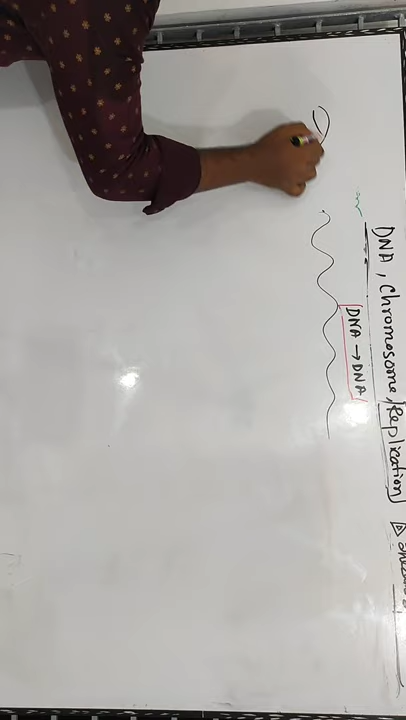 DNA, Chromosome, Replication
DNA → DNA